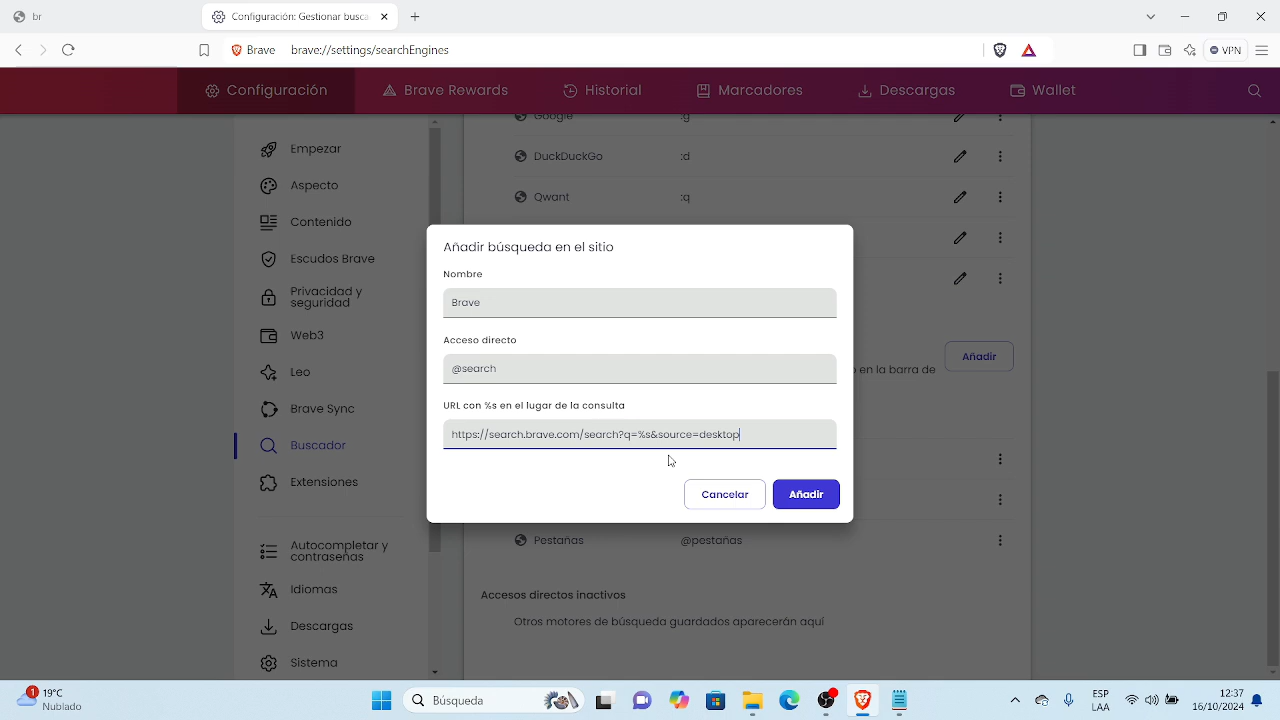 br
Configuración: Gestionar busca
Brave
brave://settings/searchEngines
VPN
Configuración
Brave Rewards
Historial
Marcadores
Descargas
Wallet
Google
:g
Empezar
DuckDuckGo
:d
Aspecto
Qwant
:q
Contenido
Escudos Brave
Privacidad y
seguridad
Web3
Leo
Brave Sync
Buscador
Extensiones
Autocompletar y
contraseñas
Idiomas
Descargas
Sistema
Añadir búsqueda en el sitio
Nombre
Brave
Acceso directo
@search
URL con %s en el lugar de la consulta
https://search.brave.com/search?q=%s&source=desktop
Cancelar
Añadir
Añadir
o en la barra de
Pestañas
@pestañas
Accesos directos inactivos
Otros motores de búsqueda guardados aparecerán aquí
1
19°C
Nublado
Búsqueda
ESP
LAA
12:37
16/10/2024